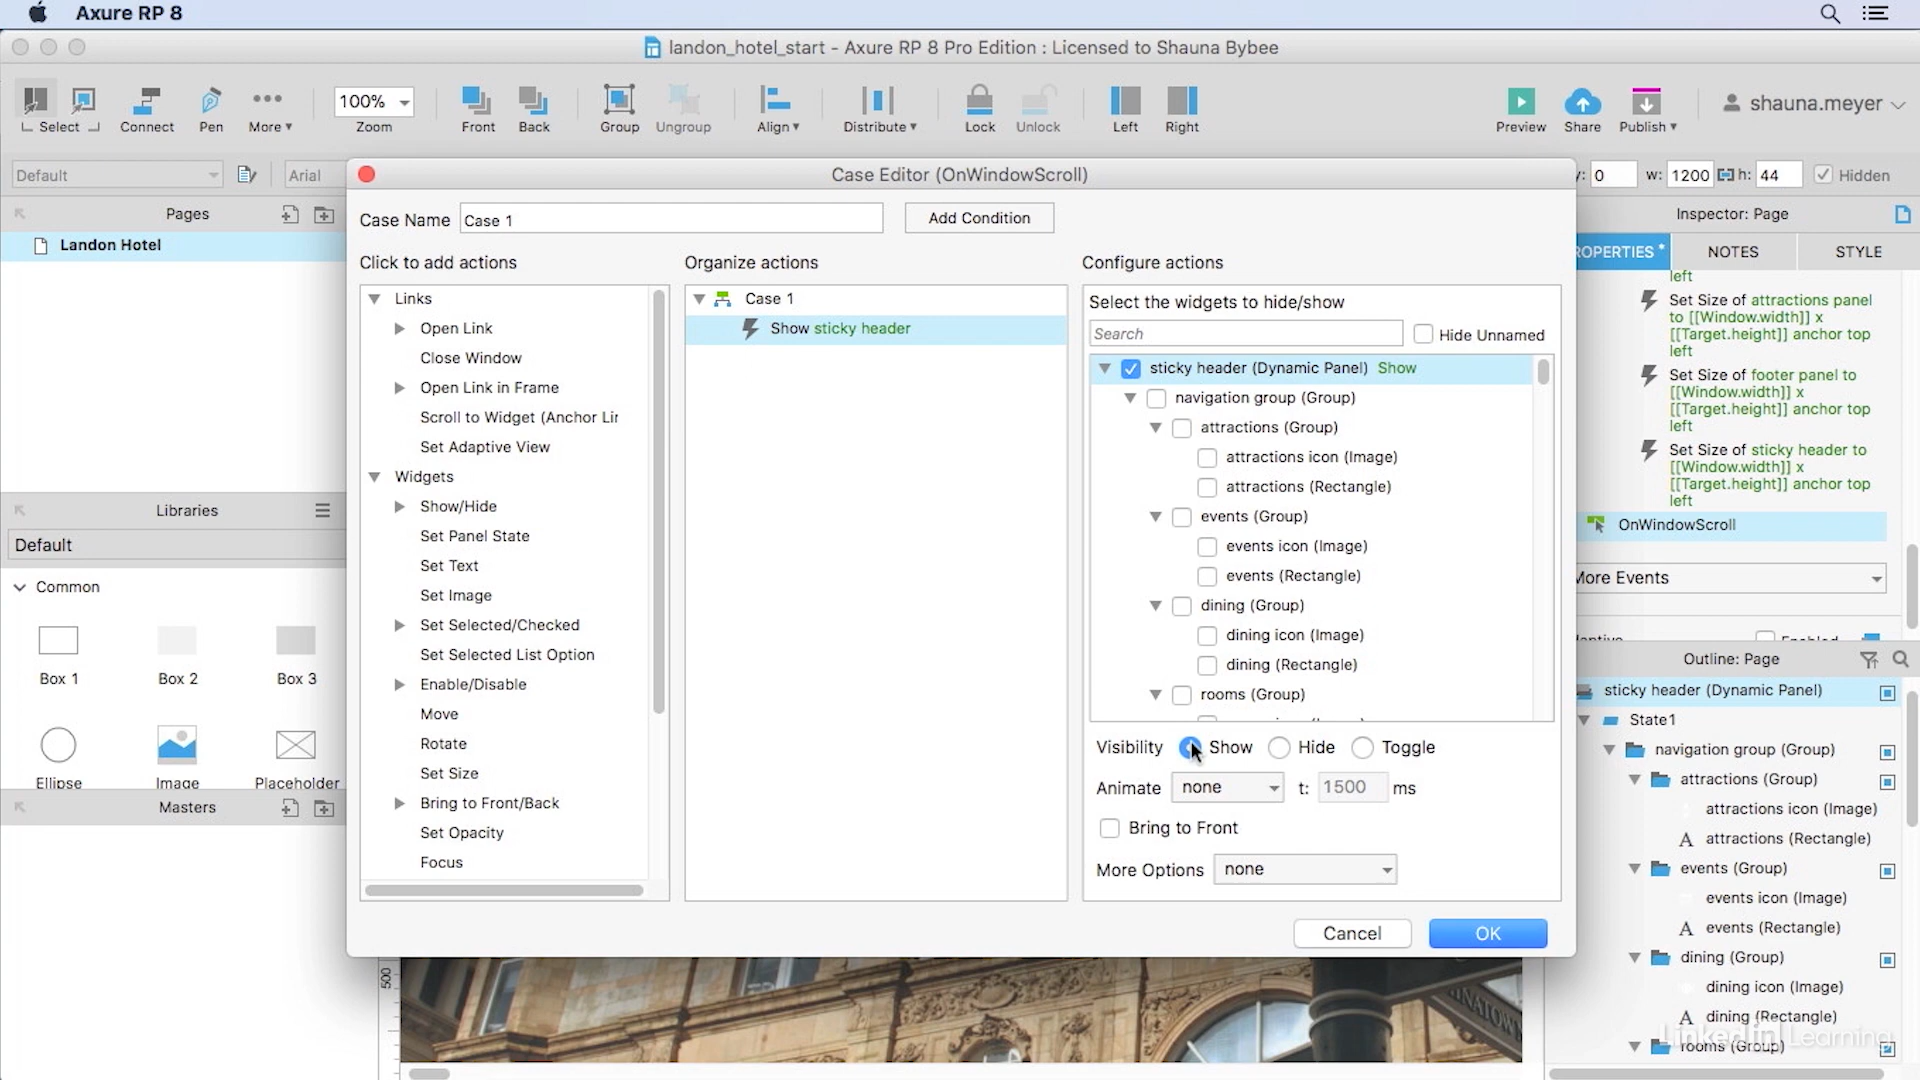 Axure RP 8
landon_hotel_start - Axure RP 8 Pro Edition : Licensed to Shauna Bybee
Select
Connect
Pen
More
100%
Zoom
Front
Back
Group
Ungroup
Align
Distribute
Lock
Unlock
Left
Right
Preview
Share
Publish
shauna.meyer
Default
Arial
y: 0
w: 1200
h: 44
Hidden
Pages
Landon Hotel
Libraries
Default
Common
Box 1
Box 2
Box 3
Ellipse
Image
Placeholder
Masters
Case Editor (OnWindowScroll)
Case Name
Case 1
Add Condition
Click to add actions
Links
Open Link
Close Window
Open Link in Frame
Scroll to Widget (Anchor Lir
Set Adaptive View
Widgets
Show/Hide
Set Panel State
Set Text
Set Image
Set Selected/Checked
Set Selected List Option
Enable/Disable
Move
Rotate
Set Size
Bring to Front/Back
Set Opacity
Focus
Organize actions
Case 1
Show sticky header
Configure actions
Select the widgets to hide/show
Search
Hide Unnamed
sticky header (Dynamic Panel) Show
navigation group (Group)
attractions (Group)
attractions icon (Image)
attractions (Rectangle)
events (Group)
events icon (Image)
events (Rectangle)
dining (Group)
dining icon (Image)
dining (Rectangle)
rooms (Group)
Visibility
Show
Hide
Toggle
Animate
none
t: 1500 ms
Bring to Front
More Options
none
Cancel
OK
500
Inspector: Page
ROPERTIES *
NOTES
STYLE
left
Set Size of attractions panel
to [[Window.width]] x
[[Target.height]] anchor top
left
Set Size of footer panel to
[[Window.width]] x
[[Target.height]] anchor top
left
Set Size of sticky header to
[[Window.width]] x
[[Target.height]] anchor top
left
OnWindowScroll
More Events
Enabled
Outline: Page
sticky header (Dynamic Panel)
State1
navigation group (Group)
attractions (Group)
attractions icon (Image)
A attractions (Rectangle)
events (Group)
events icon (Image)
A events (Rectangle)
dining (Group)
dining icon (Image)
A dining (Rectangle)
rooms (Group)
LinkedIn Learning